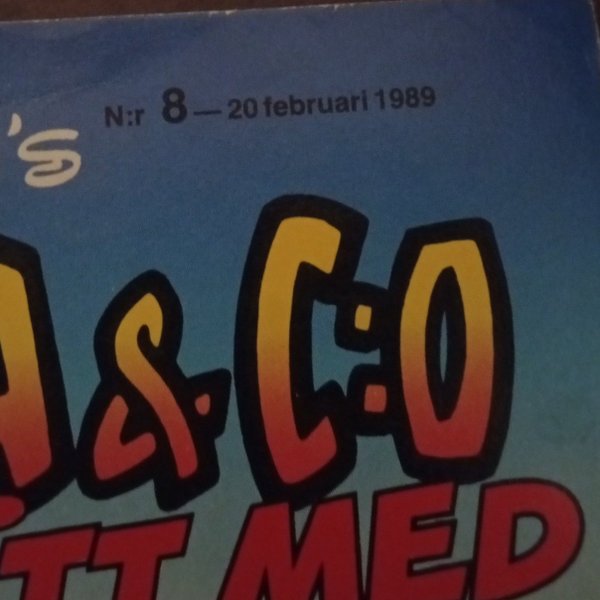 N:r 8 — 20 februari 1989
's
& C:O
MED